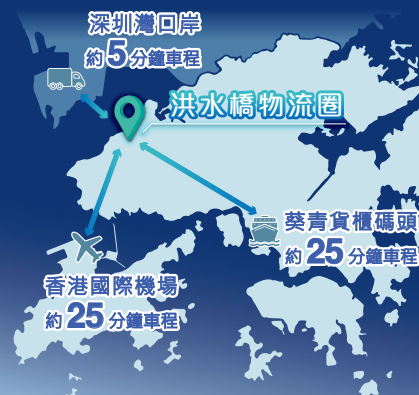 深圳灣口岸
約5分鐘車程
洪水橋物流圈
葵青貨櫃碼頭
約25分鐘車程
香港國際機場
約25分鐘車程